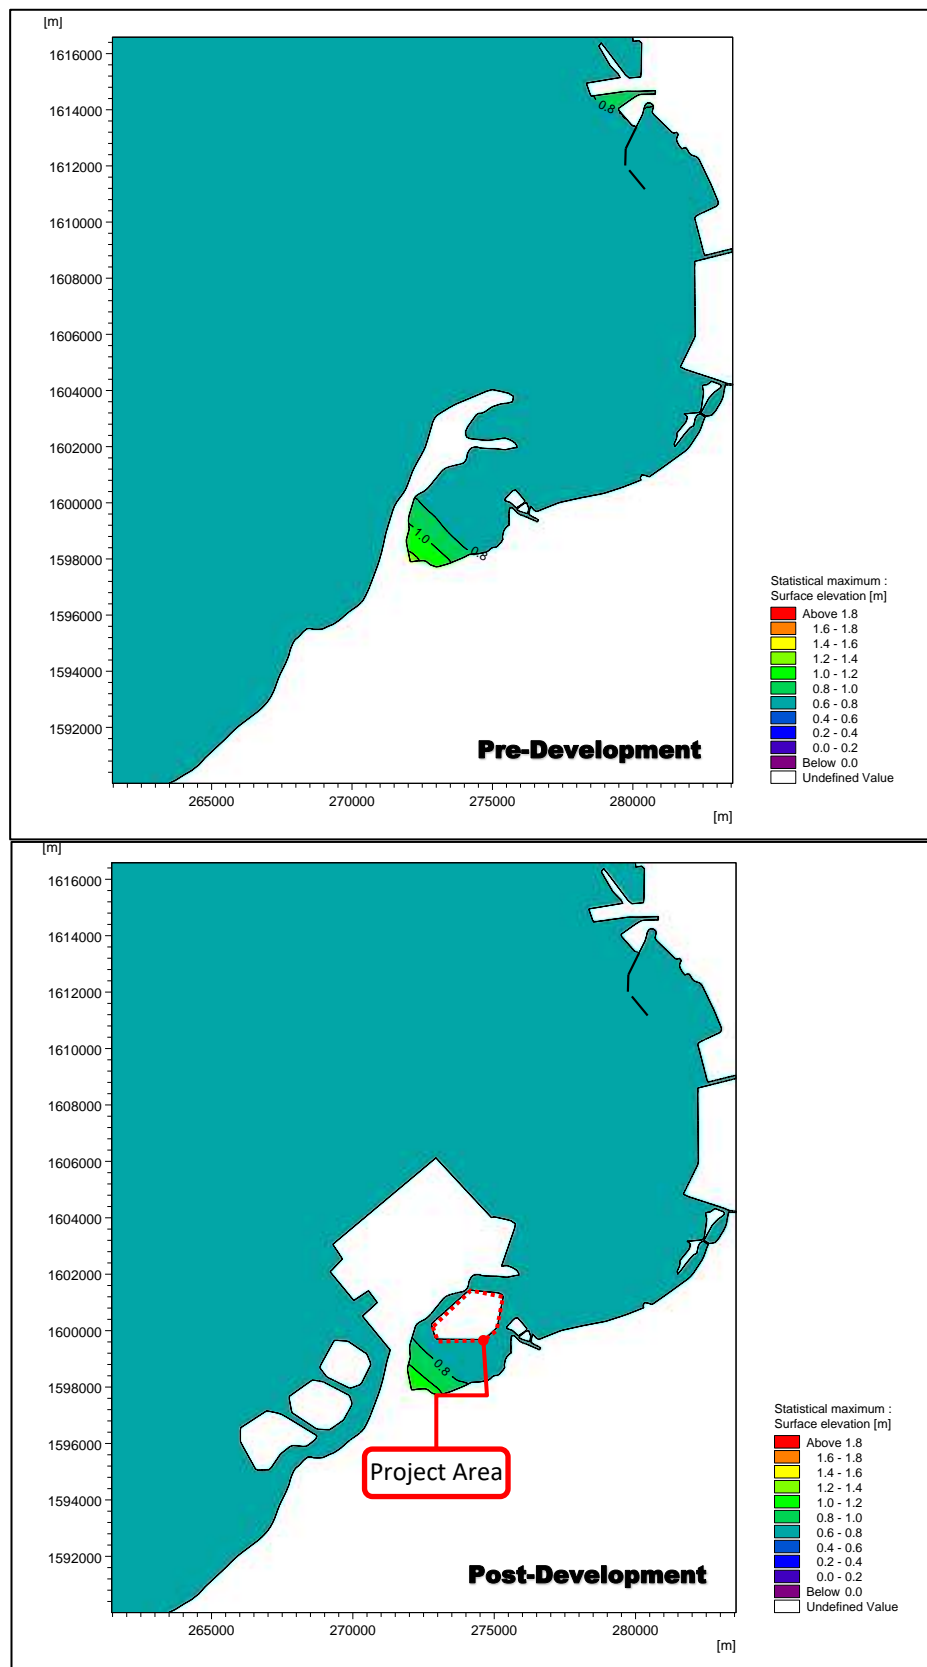 [m]
1616000
0.8
1614000
1612000
1610000
1608000
1606000
1604000
1602000
1600000
1.0
0.8
1598000
1596000
1594000
1592000
Statistical maximum :
Surface elevation [m]
Above 1.8
1.6 - 1.8
1.4 - 1.6
1.2 - 1.4
1.0 - 1.2
0.8 - 1.0
0.6 - 0.8
0.4 - 0.6
0.2 - 0.4
0.0 - 0.2
Below 0.0
Undefined Value
Pre-Development
265000 270000 275000 280000
[m]
[m]
1616000
1614000
1612000
1610000
1608000
1606000
1604000
1602000
1600000
0.8
1598000
1596000
1594000
1592000
Project Area
Statistical maximum :
Surface elevation [m]
Above 1.8
1.6 - 1.8
1.4 - 1.6
1.2 - 1.4
1.0 - 1.2
0.8 - 1.0
0.6 - 0.8
0.4 - 0.6
0.2 - 0.4
0.0 - 0.2
Below 0.0
Undefined Value
Post-Development
265000 270000 275000 280000
[m]